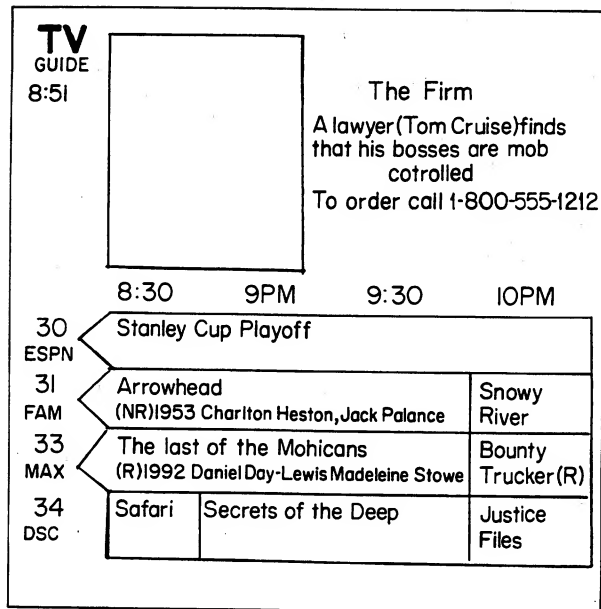 TV
GUIDE
8:51
The Firm
A lawyer(Tom Cruise)finds
that his bosses are mob
cotrolled
To order call 1-800-555-1212
8:30 9PM 9:30 10PM
30 Stanley Cup Playoff
ESPN
31 Arrowhead Snowy
FAM (NR)1953 Charlton Heston,Jack Palance River
33 The last of the Mohicans Bounty
MAX (R)1992 Daniel Day-Lewis Madeleine Stowe Trucker(R)
34 Safari Secrets of the Deep Justice
DSC Files